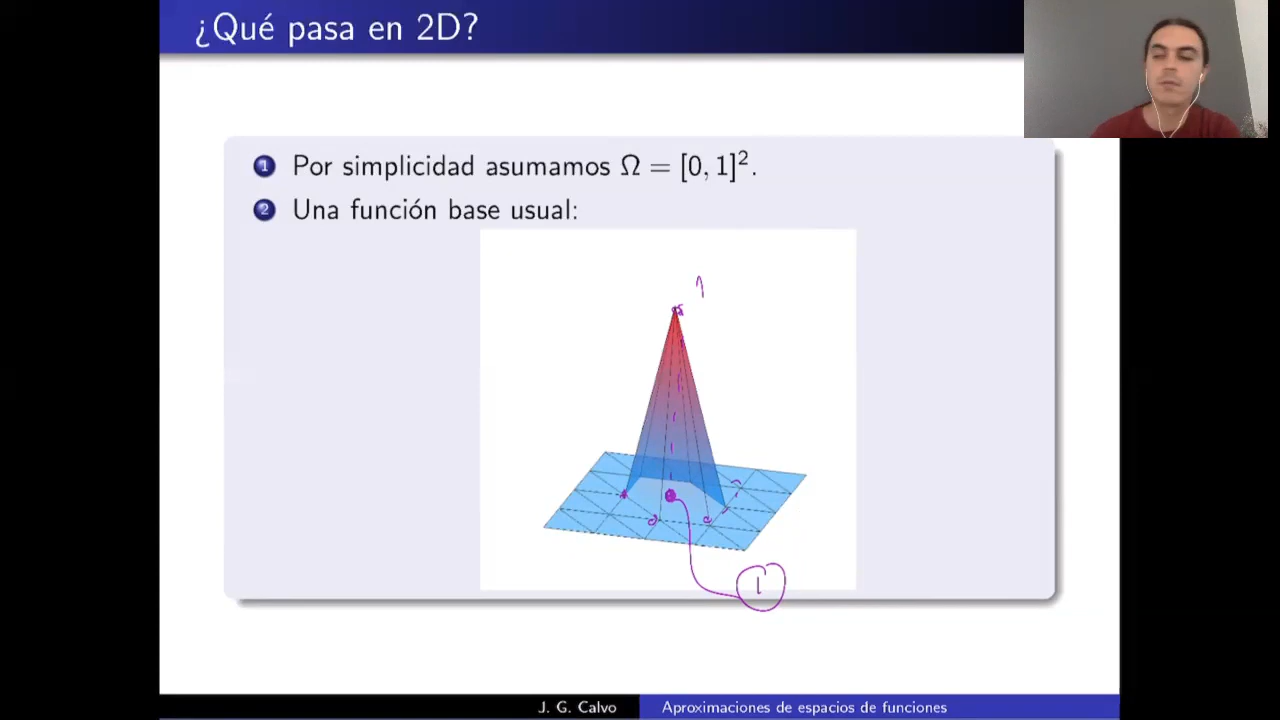 ¿Qué pasa en 2D?
1 Por simplicidad asumamos Ω = [0, 1]².
2 Una función base usual:
1
1
J. G. Calvo
Aproximaciones de espacios de funciones